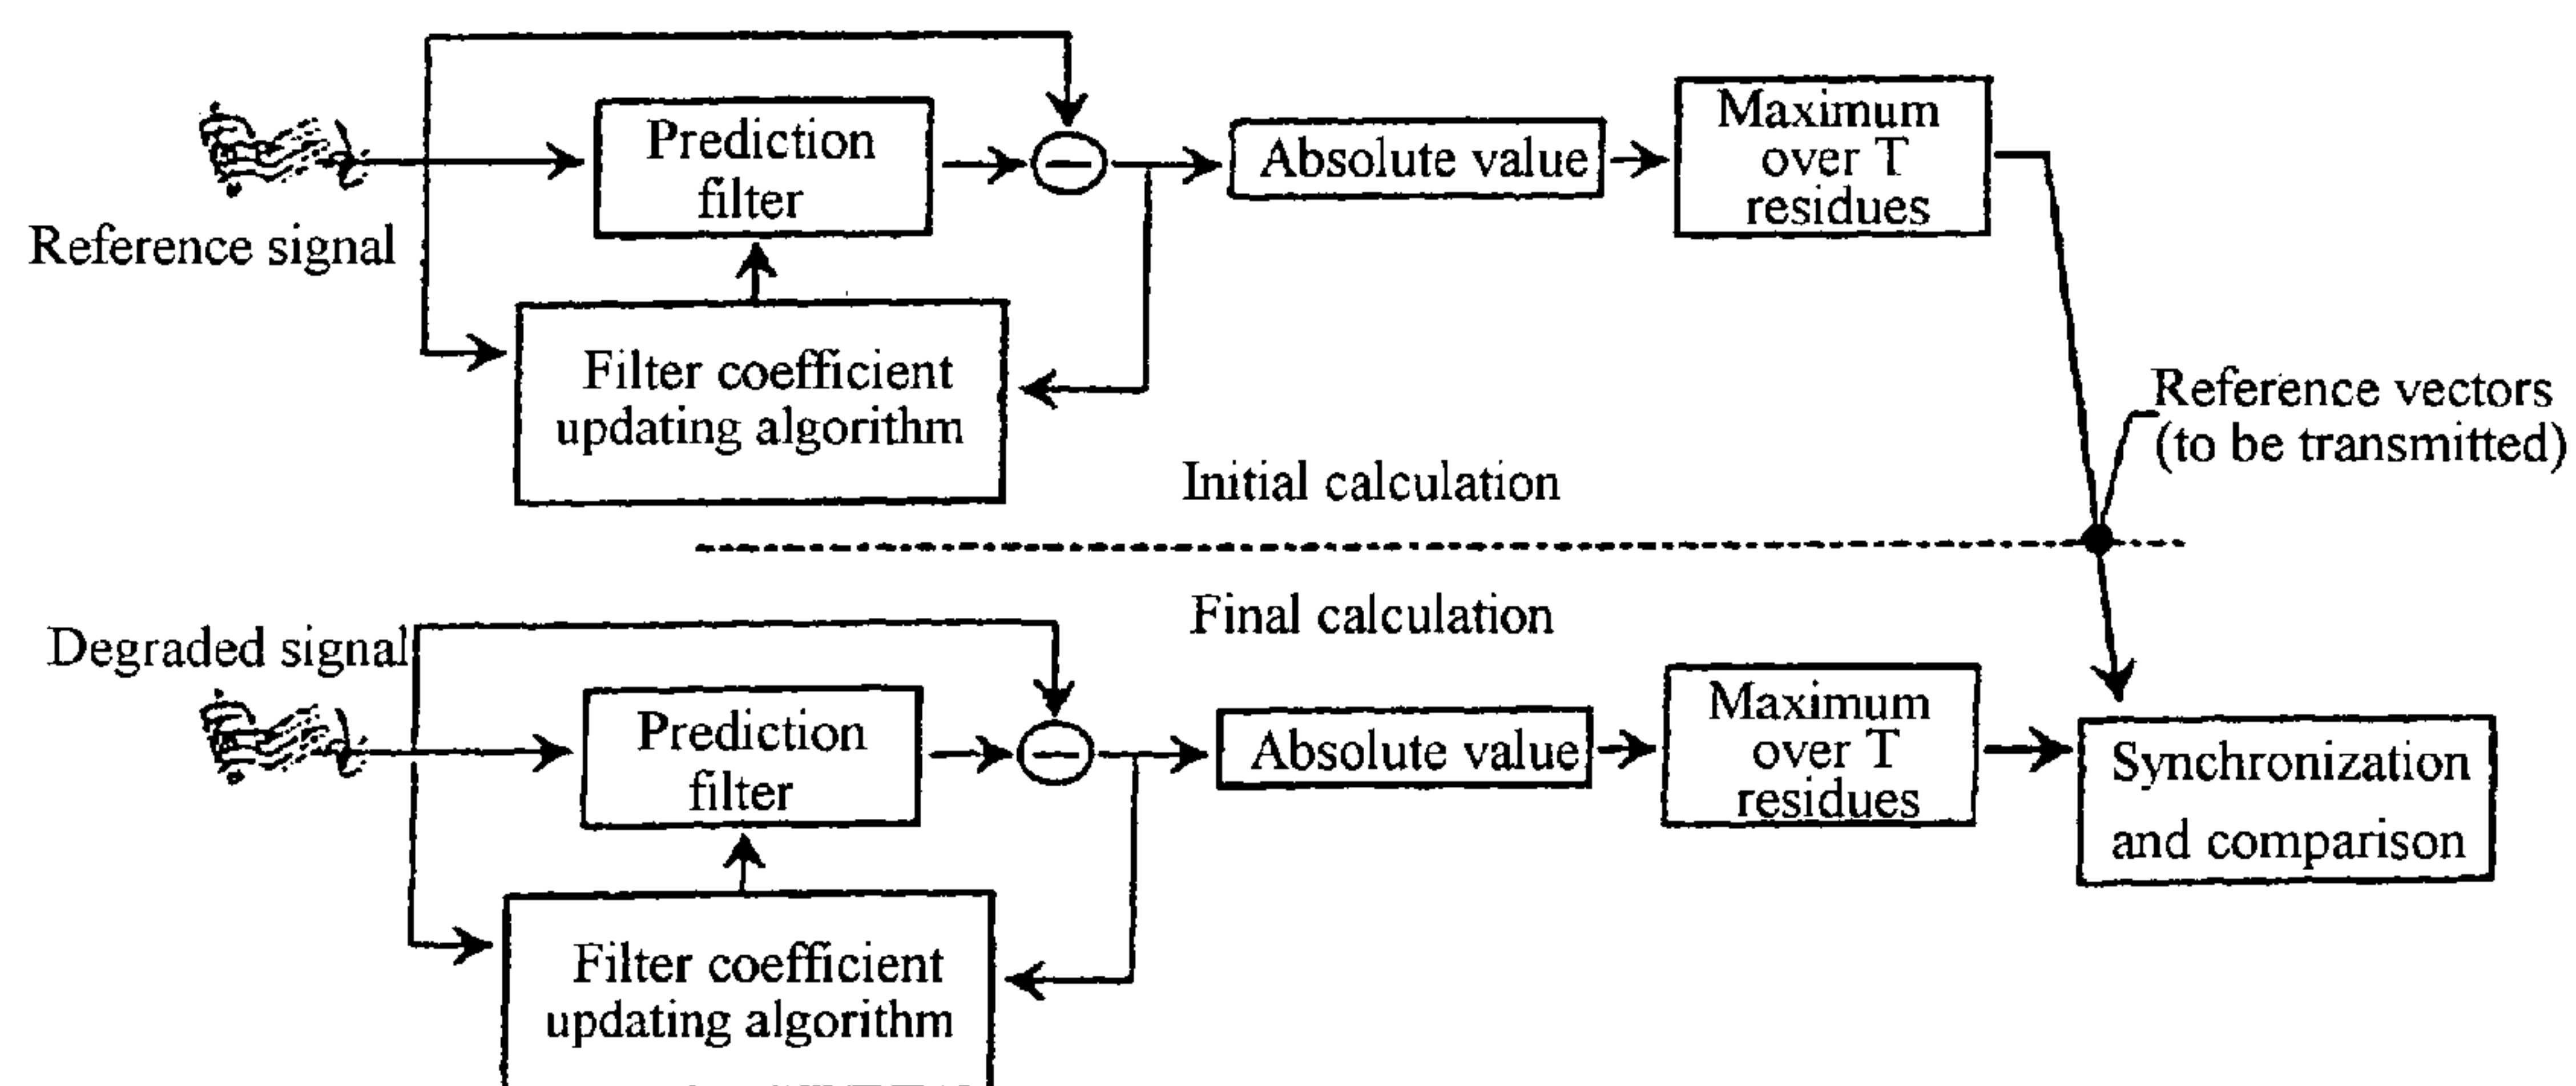 Reference signal
Prediction
filter
Filter coefficient
updating algorithm
Absolute value
Maximum
over T
residues
Reference vectors
(to be transmitted)
Initial calculation
Final calculation
Degraded signal
Prediction
filter
Filter coefficient
updating algorithm
Absolute value
Maximum
over T
residues
Synchronization
and comparison